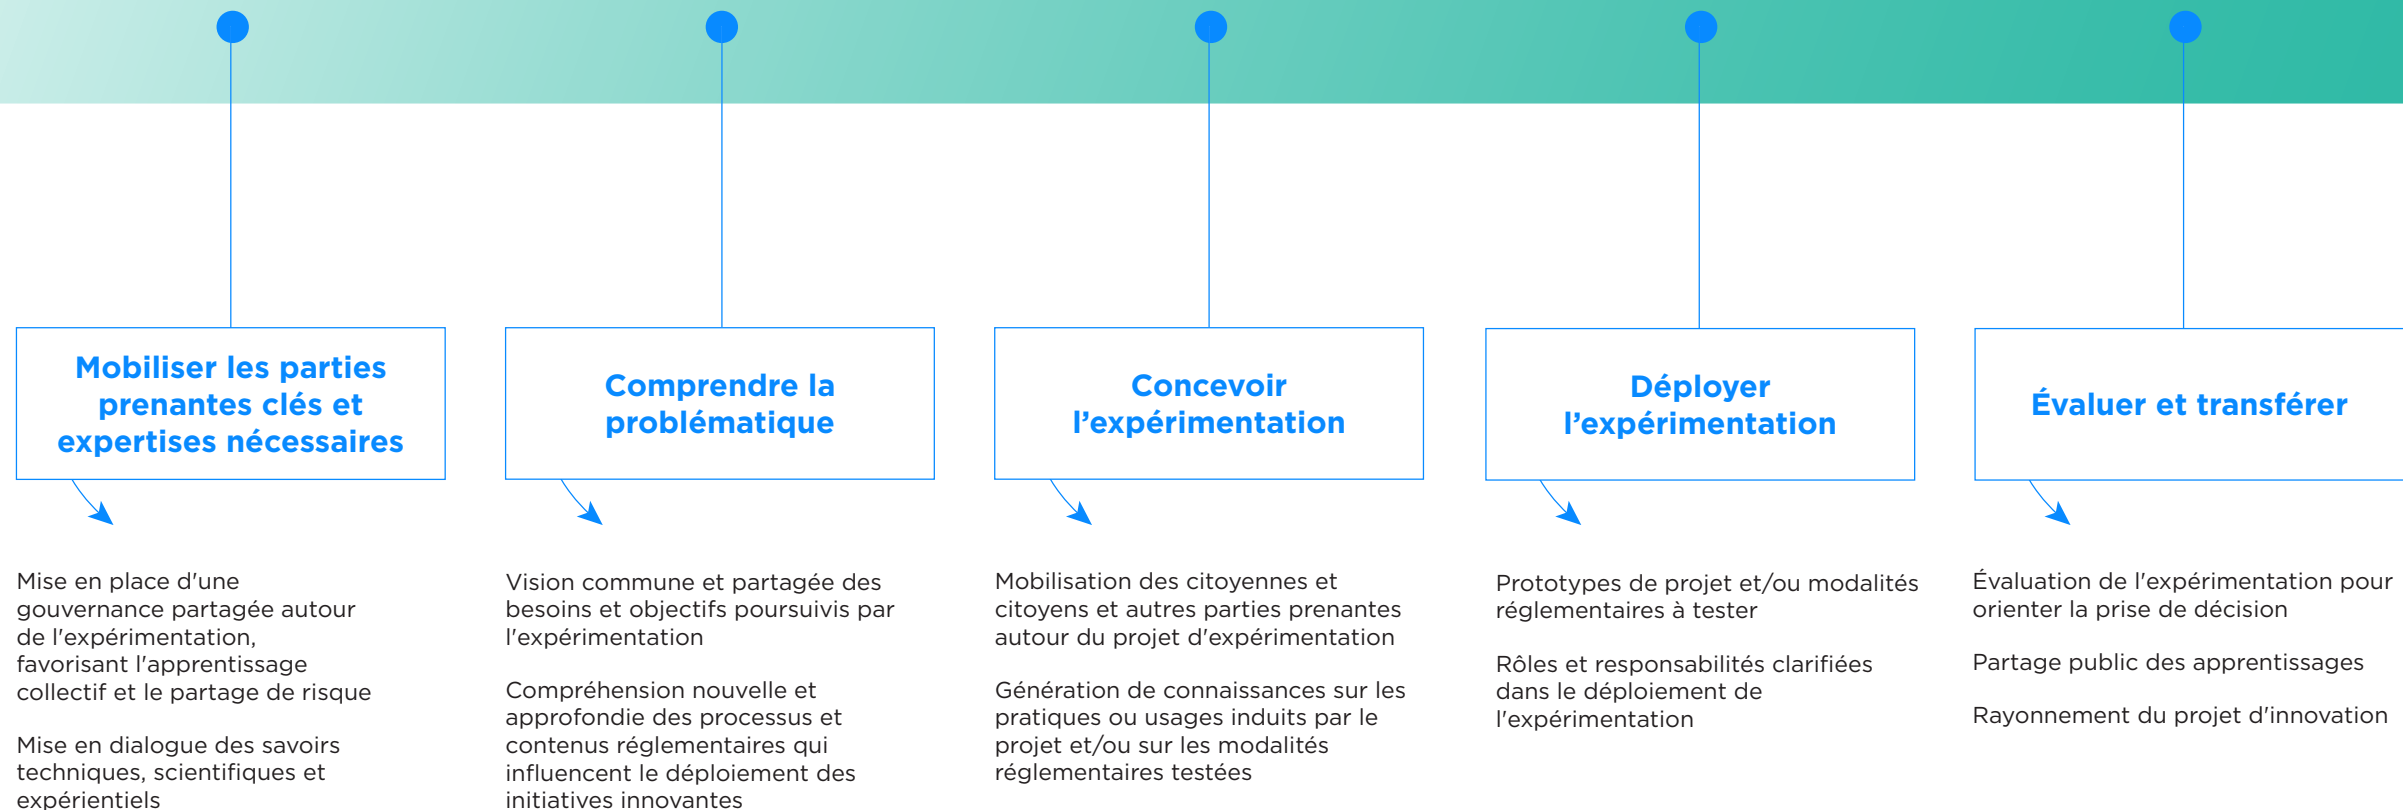 Mobiliser les parties
prenantes clés et
expertises nécessaires
Mise en place d'une
gouvernance partagée autour
de l'expérimentation,
favorisant l'apprentissage
collectif et le partage de risque
Mise en dialogue des savoirs
techniques, scientifiques et
expérientiels
Comprendre la
problématique
Vision commune et partagée des
besoins et objectifs poursuivis par
l'expérimentation
Compréhension nouvelle et
approfondie des processus et
contenus réglementaires qui
influencent le déploiement des
initiatives innovantes
Concevoir
l’expérimentation
Mobilisation des citoyennes et
citoyens et autres parties prenantes
autour du projet d'expérimentation
Génération de connaissances sur les
pratiques ou usages induits par le
projet et/ou sur les modalités
réglementaires testées
Déployer
l’expérimentation
Prototypes de projet et/ou modalités
réglementaires à tester
Rôles et responsabilités clarifiées
dans le déploiement de
l'expérimentation
Évaluer et transférer
Évaluation de l'expérimentation pour
orienter la prise de décision
Partage public des apprentissages
Rayonnement du projet d'innovation